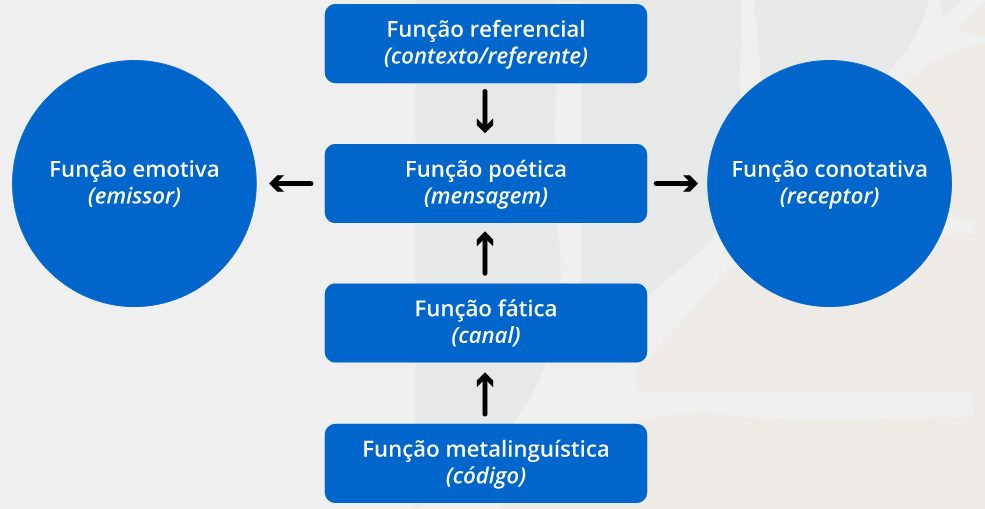 Função referencial
(contexto/referente)
Função emotiva
(emissor)
Função poética
(mensagem)
Função conotativa
(receptor)
Função fática
(canal)
Função metalinguística
(código)